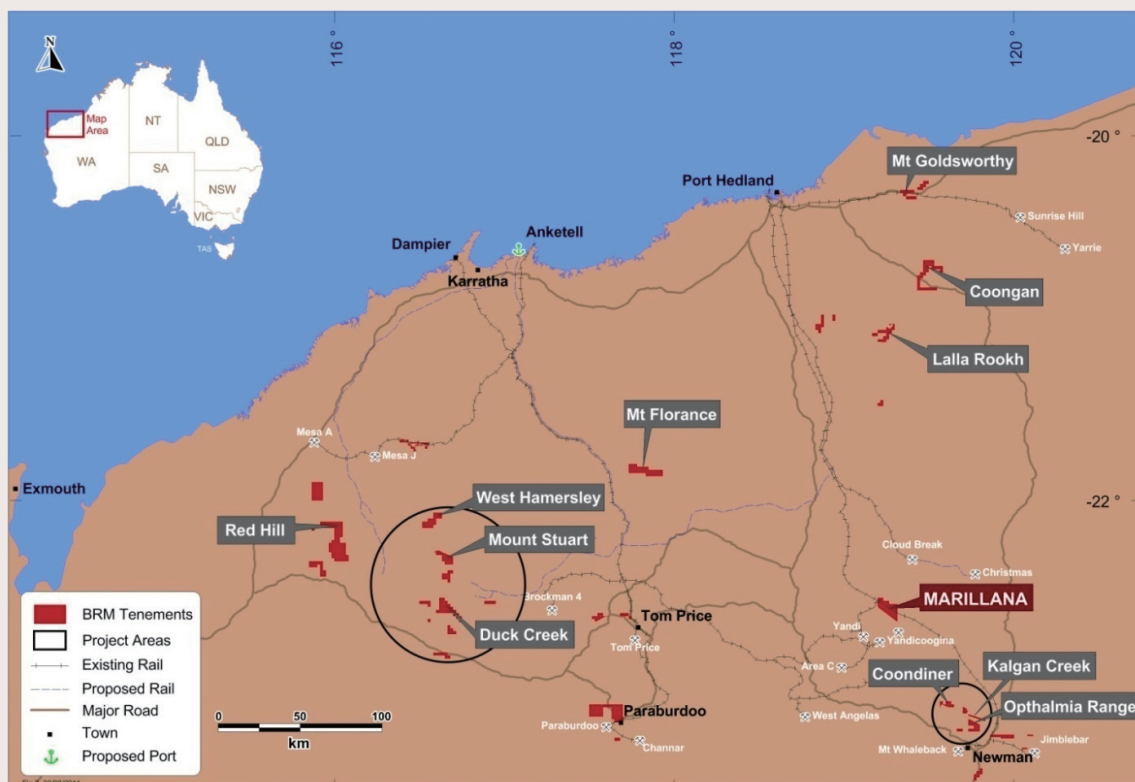 116 °
118 °
120 °
N
Map
Area
WA
NT
SA
QLD
NSW
VIC
TAS
-20 °
Mt Goldsworthy
Port Hedland
Sunrise Hill
Yarrie
Anketell
Dampier
Karratha
Coongan
Lalla Rookh
Mt Florance
Mesa A
Mesa J
Exmouth
-22 °
West Hamersley
Red Hill
Mount Stuart
Cloud Break
Christmas
Brockman 4
MARILLANA
Duck Creek
Tom Price
Tom Price
Yandi
Yandicoogina
Area C
Kalgan Creek
Coondiner
Opthalmia Range
West Angelas
Paraburdoo
Paraburdoo
Channar
Mt Whaleback
Jimblebar
Newman
BRM Tenements
Project Areas
Existing Rail
Proposed Rail
Major Road
Town
Proposed Port
0 50 100
km